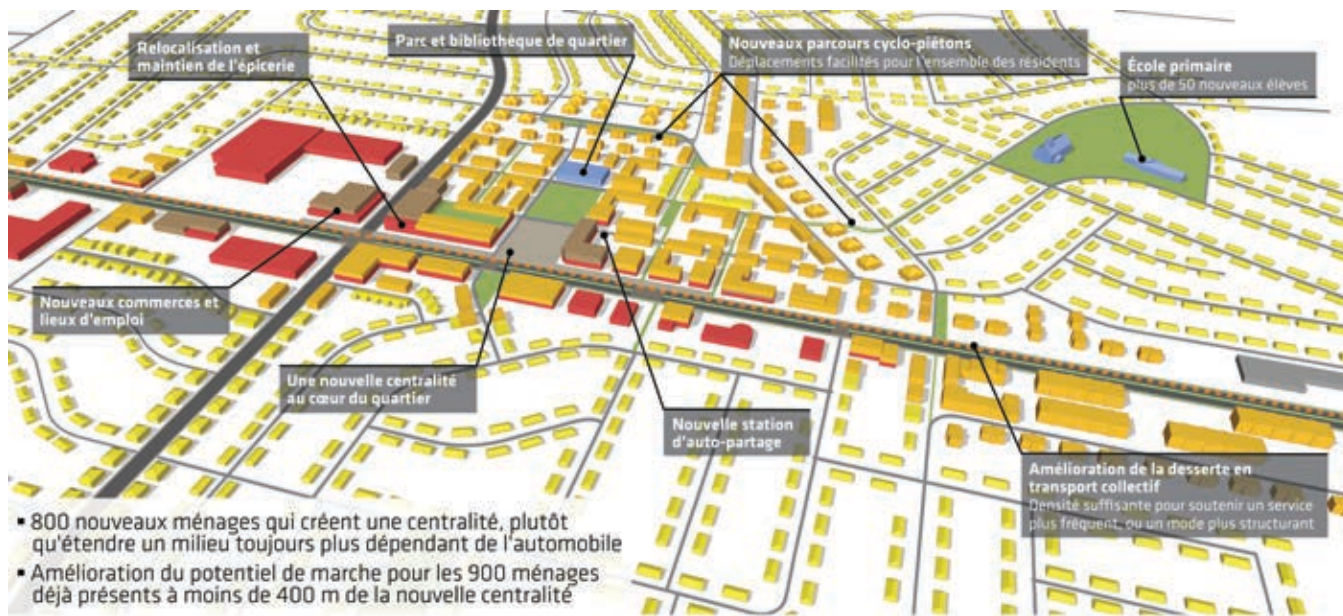 Relocalisation et
maintien de l'épicerie
Parc et bibliothèque de quartier
Nouveaux parcours cyclo-piétons
Déplacements facilités pour l'ensemble des résidents
École primaire
plus de 50 nouveaux élèves
Nouveaux commerces et
lieux d'emploi
Une nouvelle centralité
au cœur du quartier
Nouvelle station
d'auto-partage
Amélioration de la desserte en
transport collectif
Densité suffisante pour soutenir un service
plus fréquent, ou un mode plus structurant
▪ 800 nouveaux ménages qui créent une centralité, plutôt
qu'étendre un milieu toujours plus dépendant de l'automobile
▪ Amélioration du potentiel de marche pour les 900 ménages
déjà présents à moins de 400 m de la nouvelle centralité